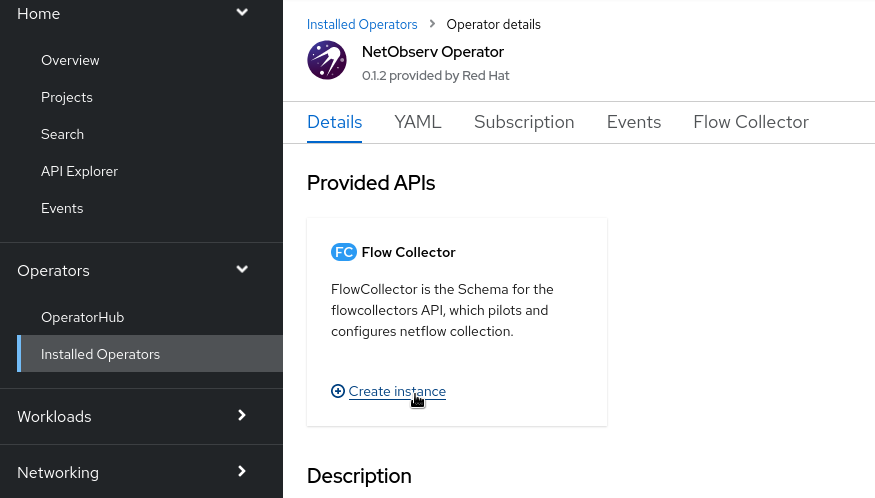 Home
Overview
Projects
Search
API Explorer
Events
Operators
OperatorHub
Installed Operators
Workloads
Networking
Installed Operators > Operator details
NetObserv Operator
0.1.2 provided by Red Hat
Details YAML Subscription Events Flow Collector
Provided APIs
FC Flow Collector
FlowCollector is the Schema for the
flowcollectors API, which pilots and
configures netflow collection.
Create instance
Description